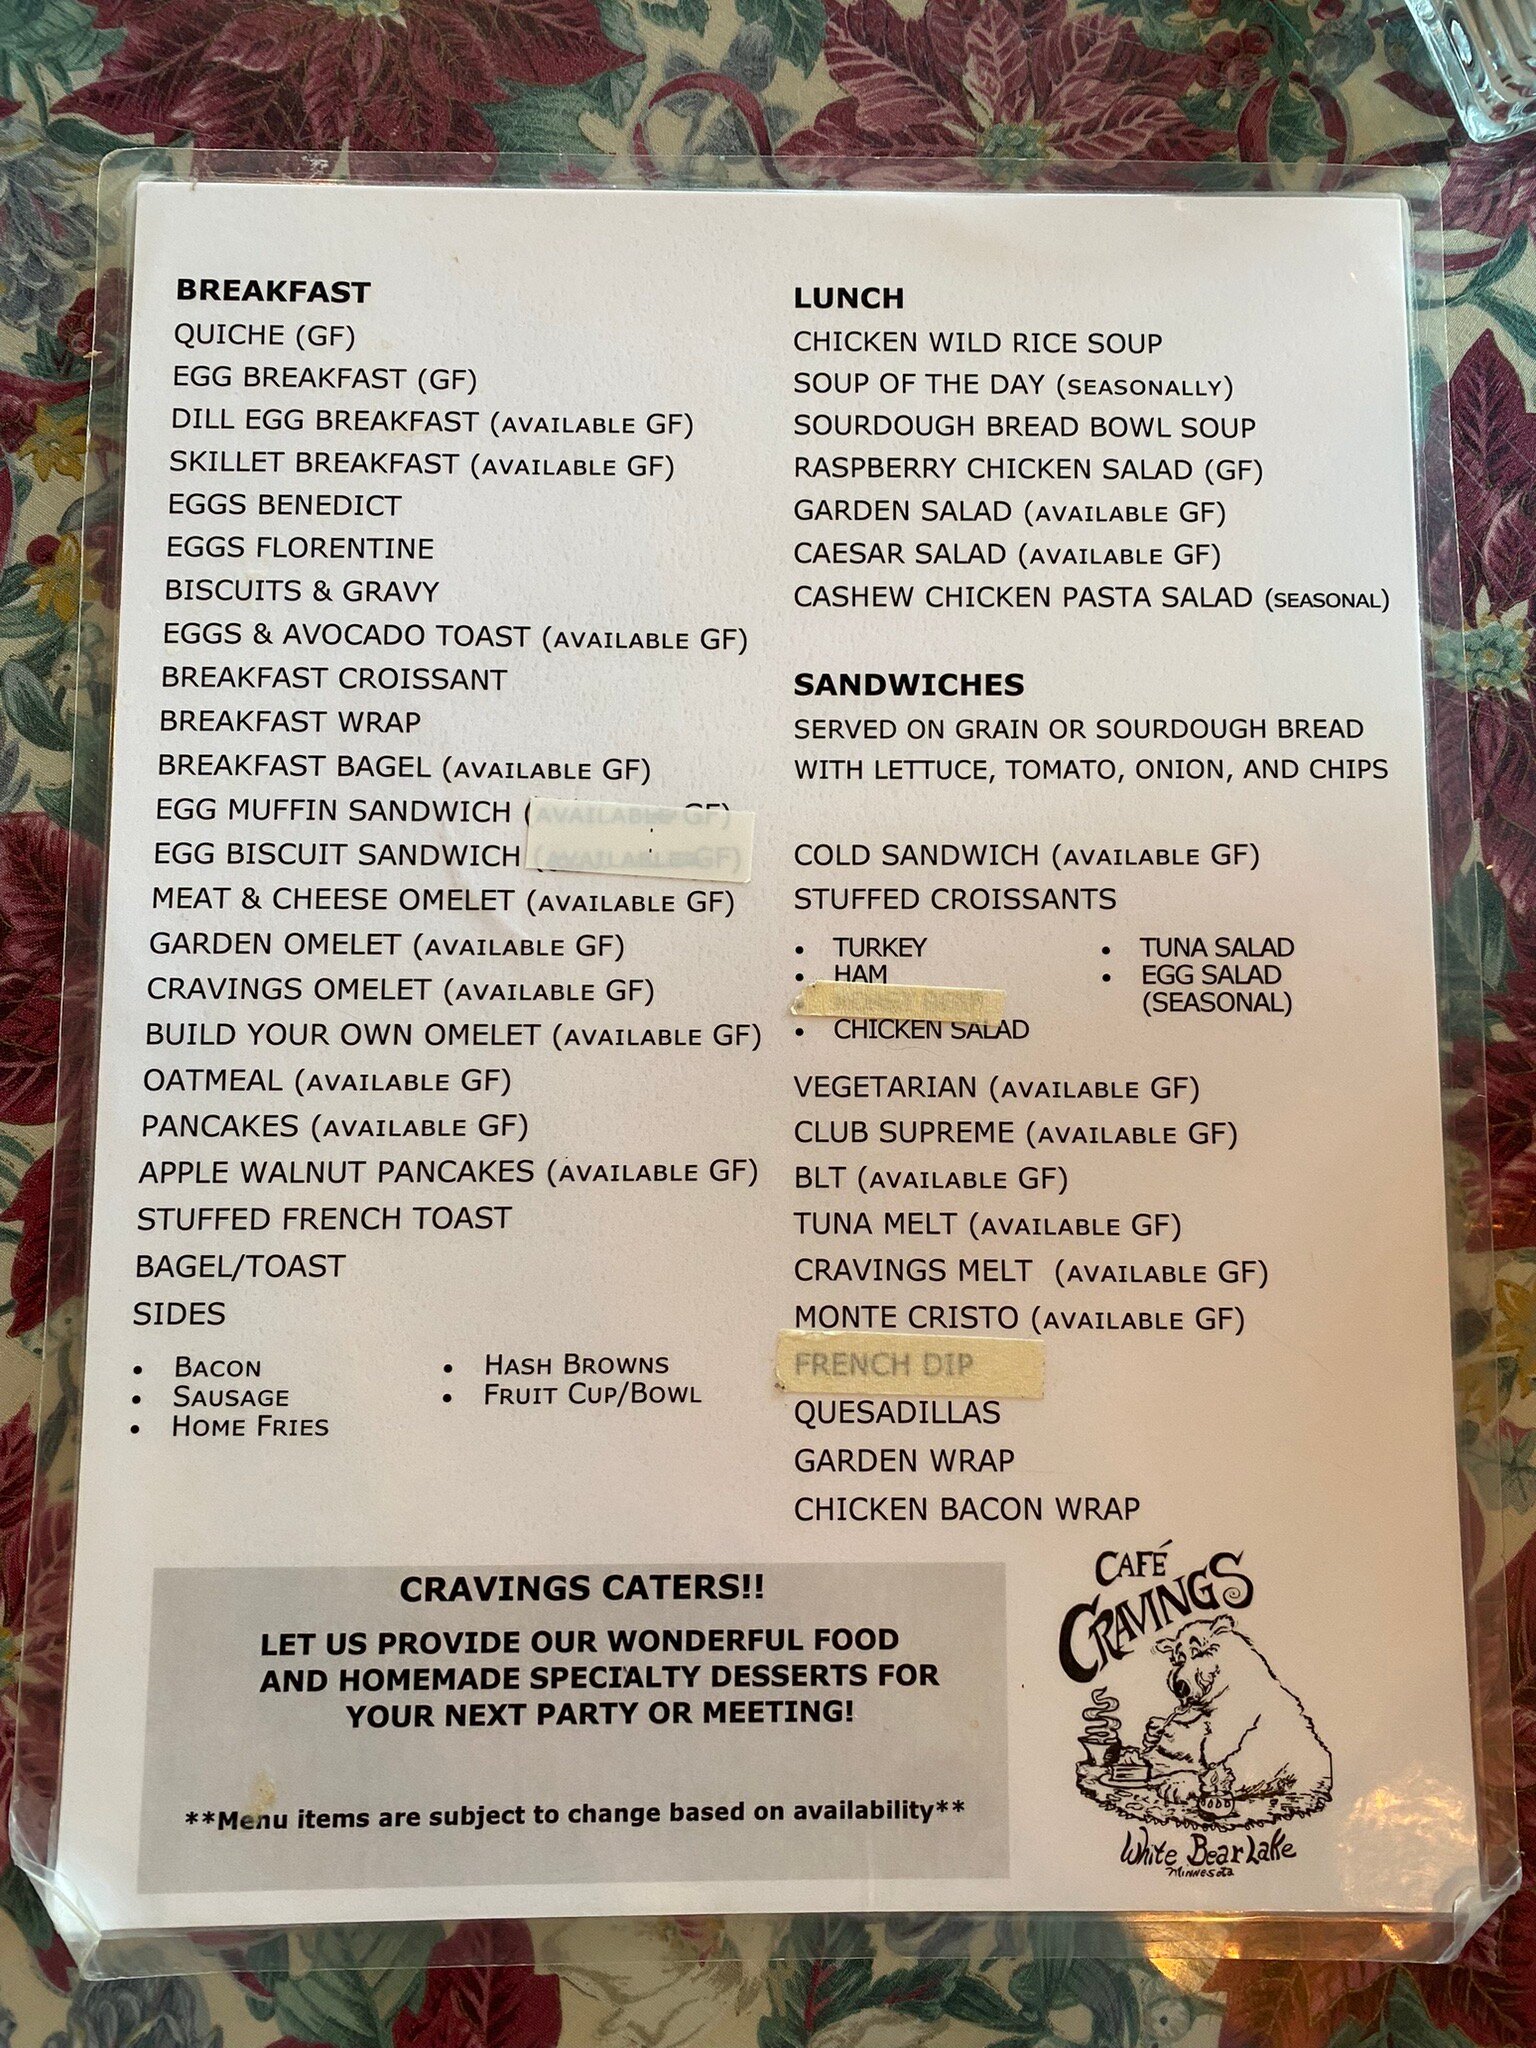 BREAKFAST
QUICHE (GF)
EGG BREAKFAST (GF)
DILL EGG BREAKFAST (AVAILABLE GF)
SKILLET BREAKFAST (AVAILABLE GF)
EGGS BENEDICT
EGGS FLORENTINE
BISCUITS & GRAVY
EGGS & AVOCADO TOAST (AVAILABLE GF)
BREAKFAST CROISSANT
BREAKFAST WRAP
BREAKFAST BAGEL (AVAILABLE GF)
EGG MUFFIN SANDWICH (AVAILABLE GF)
EGG BISCUIT SANDWICH (AVAILABLE GF)
MEAT & CHEESE OMELET (AVAILABLE GF)
GARDEN OMELET (AVAILABLE GF)
CRAVINGS OMELET (AVAILABLE GF)
BUILD YOUR OWN OMELET (AVAILABLE GF)
OATMEAL (AVAILABLE GF)
PANCAKES (AVAILABLE GF)
APPLE WALNUT PANCAKES (AVAILABLE GF)
STUFFED FRENCH TOAST
BAGEL/TOAST
SIDES
• BACON
• SAUSAGE
• HOME FRIES
• HASH BROWNS
• FRUIT CUP/BOWL
LUNCH
CHICKEN WILD RICE SOUP
SOUP OF THE DAY (SEASONALLY)
SOURDOUGH BREAD BOWL SOUP
RASPBERRY CHICKEN SALAD (GF)
GARDEN SALAD (AVAILABLE GF)
CAESAR SALAD (AVAILABLE GF)
CASHEW CHICKEN PASTA SALAD (SEASONAL)
SANDWICHES
SERVED ON GRAIN OR SOURDOUGH BREAD
WITH LETTUCE, TOMATO, ONION, AND CHIPS
COLD SANDWICH (AVAILABLE GF)
STUFFED CROISSANTS
• TURKEY
• HAM
• CHICKEN SALAD
• TUNA SALAD
• EGG SALAD
(SEASONAL)
VEGETARIAN (AVAILABLE GF)
CLUB SUPREME (AVAILABLE GF)
BLT (AVAILABLE GF)
TUNA MELT (AVAILABLE GF)
CRAVINGS MELT (AVAILABLE GF)
MONTE CRISTO (AVAILABLE GF)
FRENCH DIP
QUESADILLAS
GARDEN WRAP
CHICKEN BACON WRAP
CRAVINGS CATERS!!
LET US PROVIDE OUR WONDERFUL FOOD
AND HOMEMADE SPECIALTY DESSERTS FOR
YOUR NEXT PARTY OR MEETING!
**Menu items are subject to change based on availability**
CAFÉ
CRAVINGS
White Bear Lake
MINNESOTA